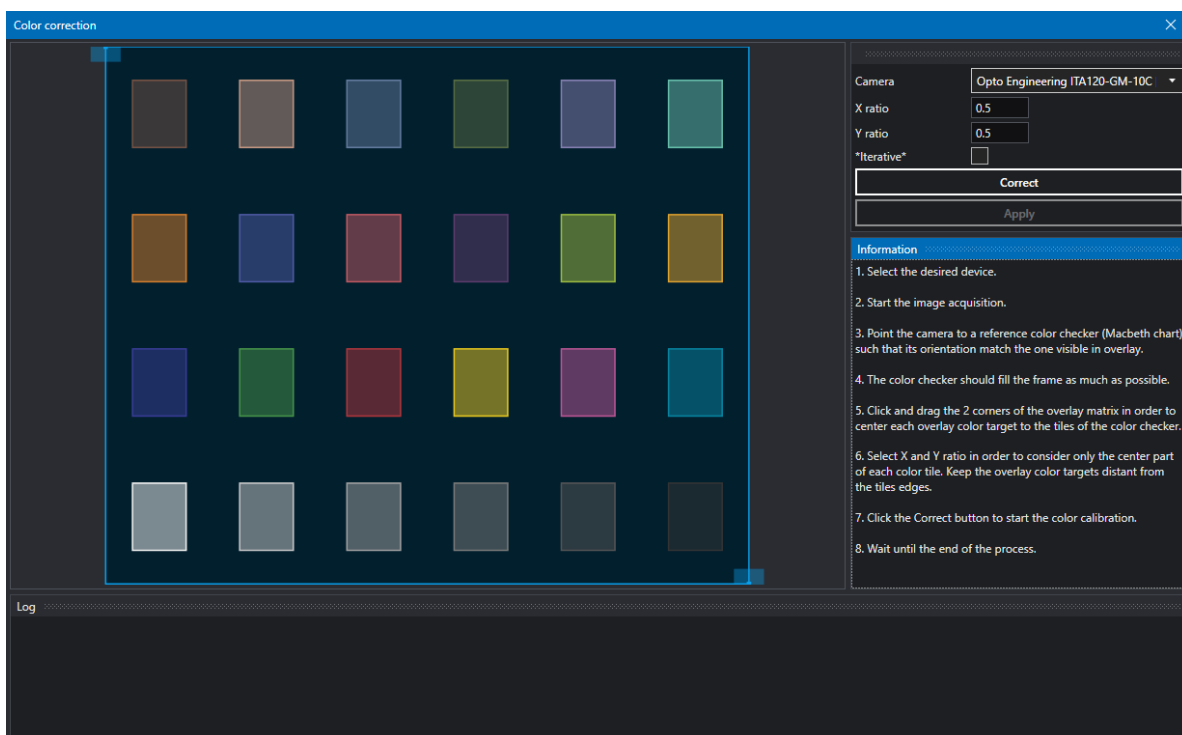 Color correction
Camera
Opto Engineering ITA120-GM-10C
X ratio
0.5
Y ratio
0.5
*Iterative*
Correct
Apply
Information
1. Select the desired device.
2. Start the image acquisition.
3. Point the camera to a reference color checker (Macbeth chart)
such that its orientation match the one visible in overlay.
4. The color checker should fill the frame as much as possible.
5. Click and drag the 2 corners of the overlay matrix in order to
center each overlay color target to the tiles of the color checker.
6. Select X and Y ratio in order to consider only the center part
of each color tile. Keep the overlay color targets distant from
the tiles edges.
7. Click the Correct button to start the color calibration.
8. Wait until the end of the process.
Log